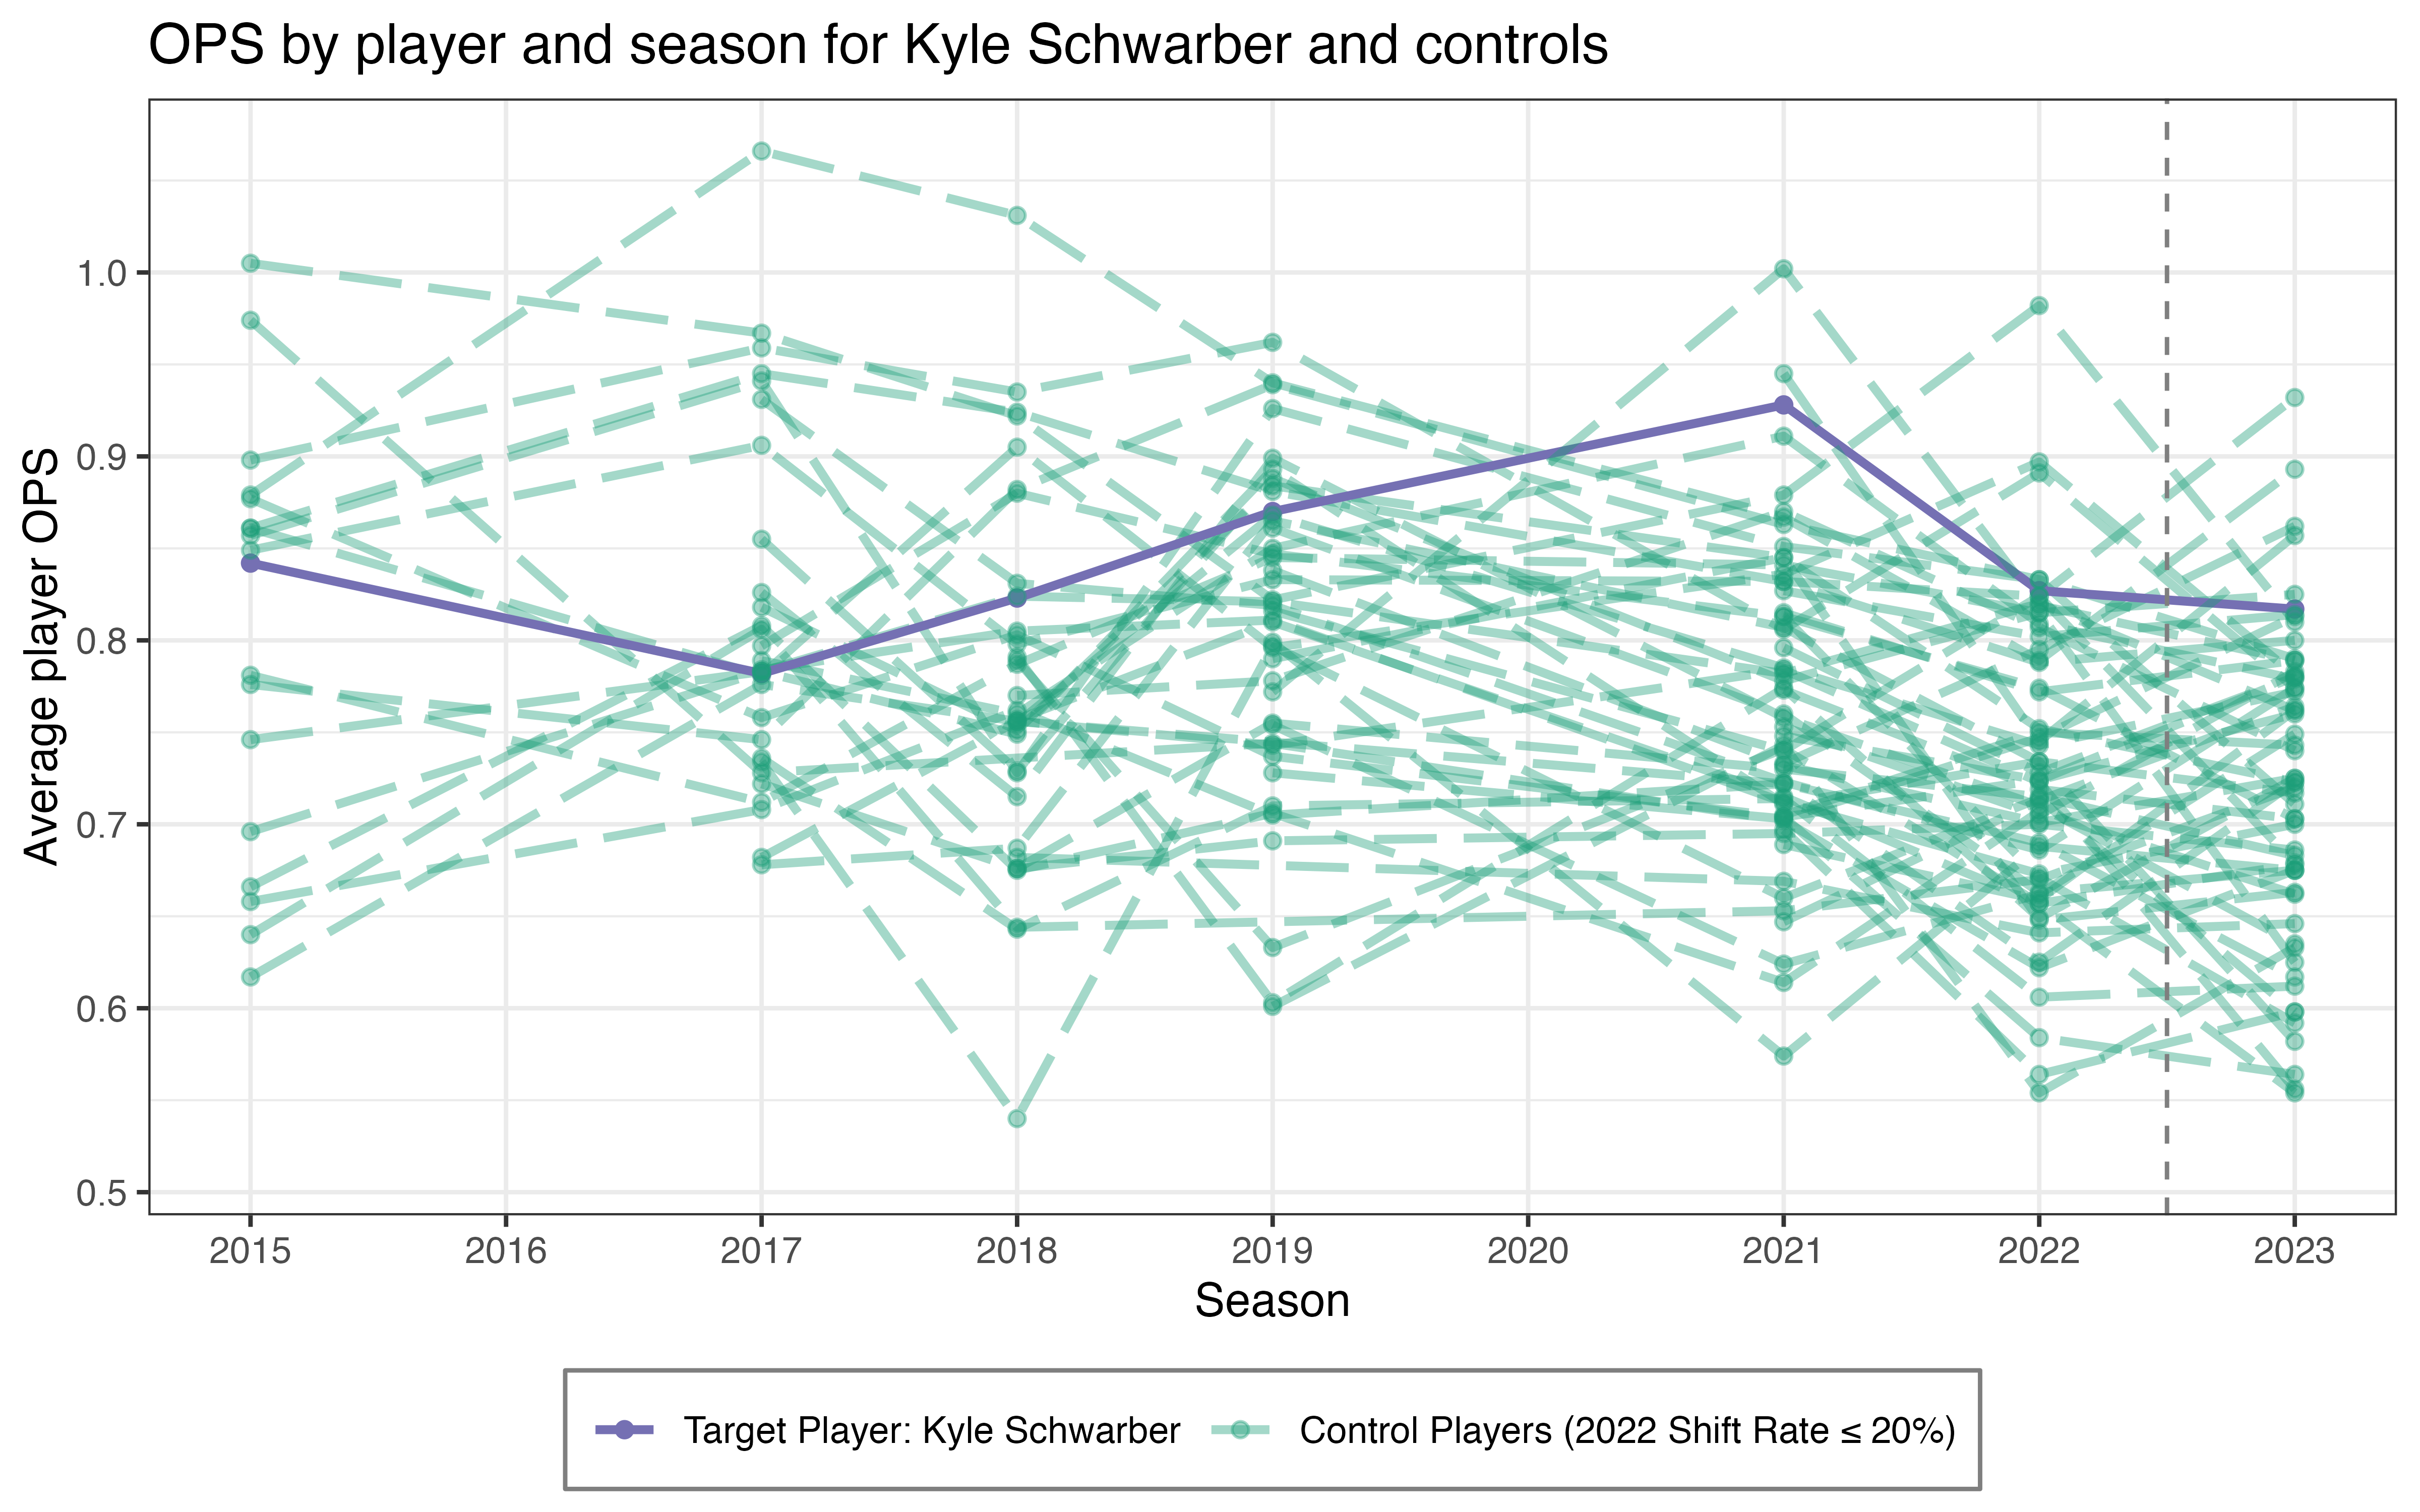 OPS by player and season for Kyle Schwarber and controls
Average player OPS
1.0
0.9
0.8
0.7
0.6
0.5
2015 2016 2017 2018 2019 2020 2021 2022 2023
Season
Target Player: Kyle Schwarber Control Players (2022 Shift Rate ≤ 20%)